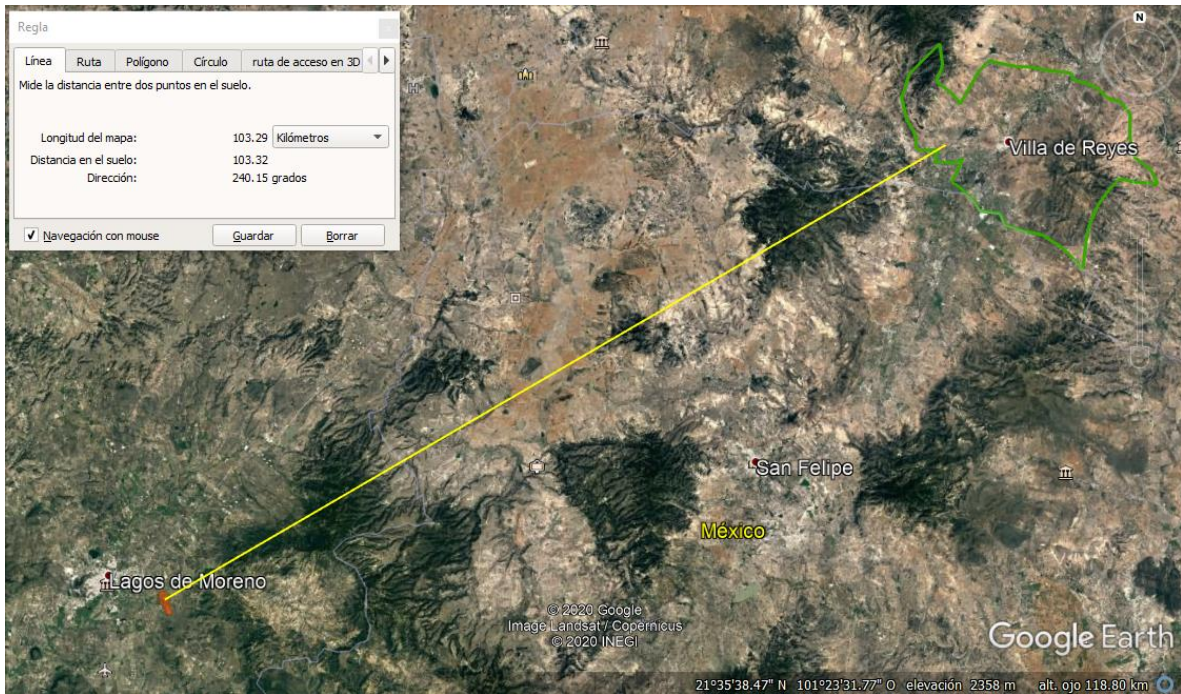 Regla
Línea
Ruta
Polígono
Círculo
ruta de acceso en 3D
Mide la distancia entre dos puntos en el suelo.
Longitud del mapa: 103.29 Kilómetros
Distancia en el suelo: 103.32
Dirección: 240.15 grados
Navegación con mouse
Guardar
Borrar
N
Villa de Reyes
San Felipe
México
Lagos de Moreno
© 2020 Google
Image Landsat / Copernicus
© 2020 INEGI
Google Earth
21°35'38.47" N 101°23'31.77" O elevación 2358 m alt. ojo 118.80 km